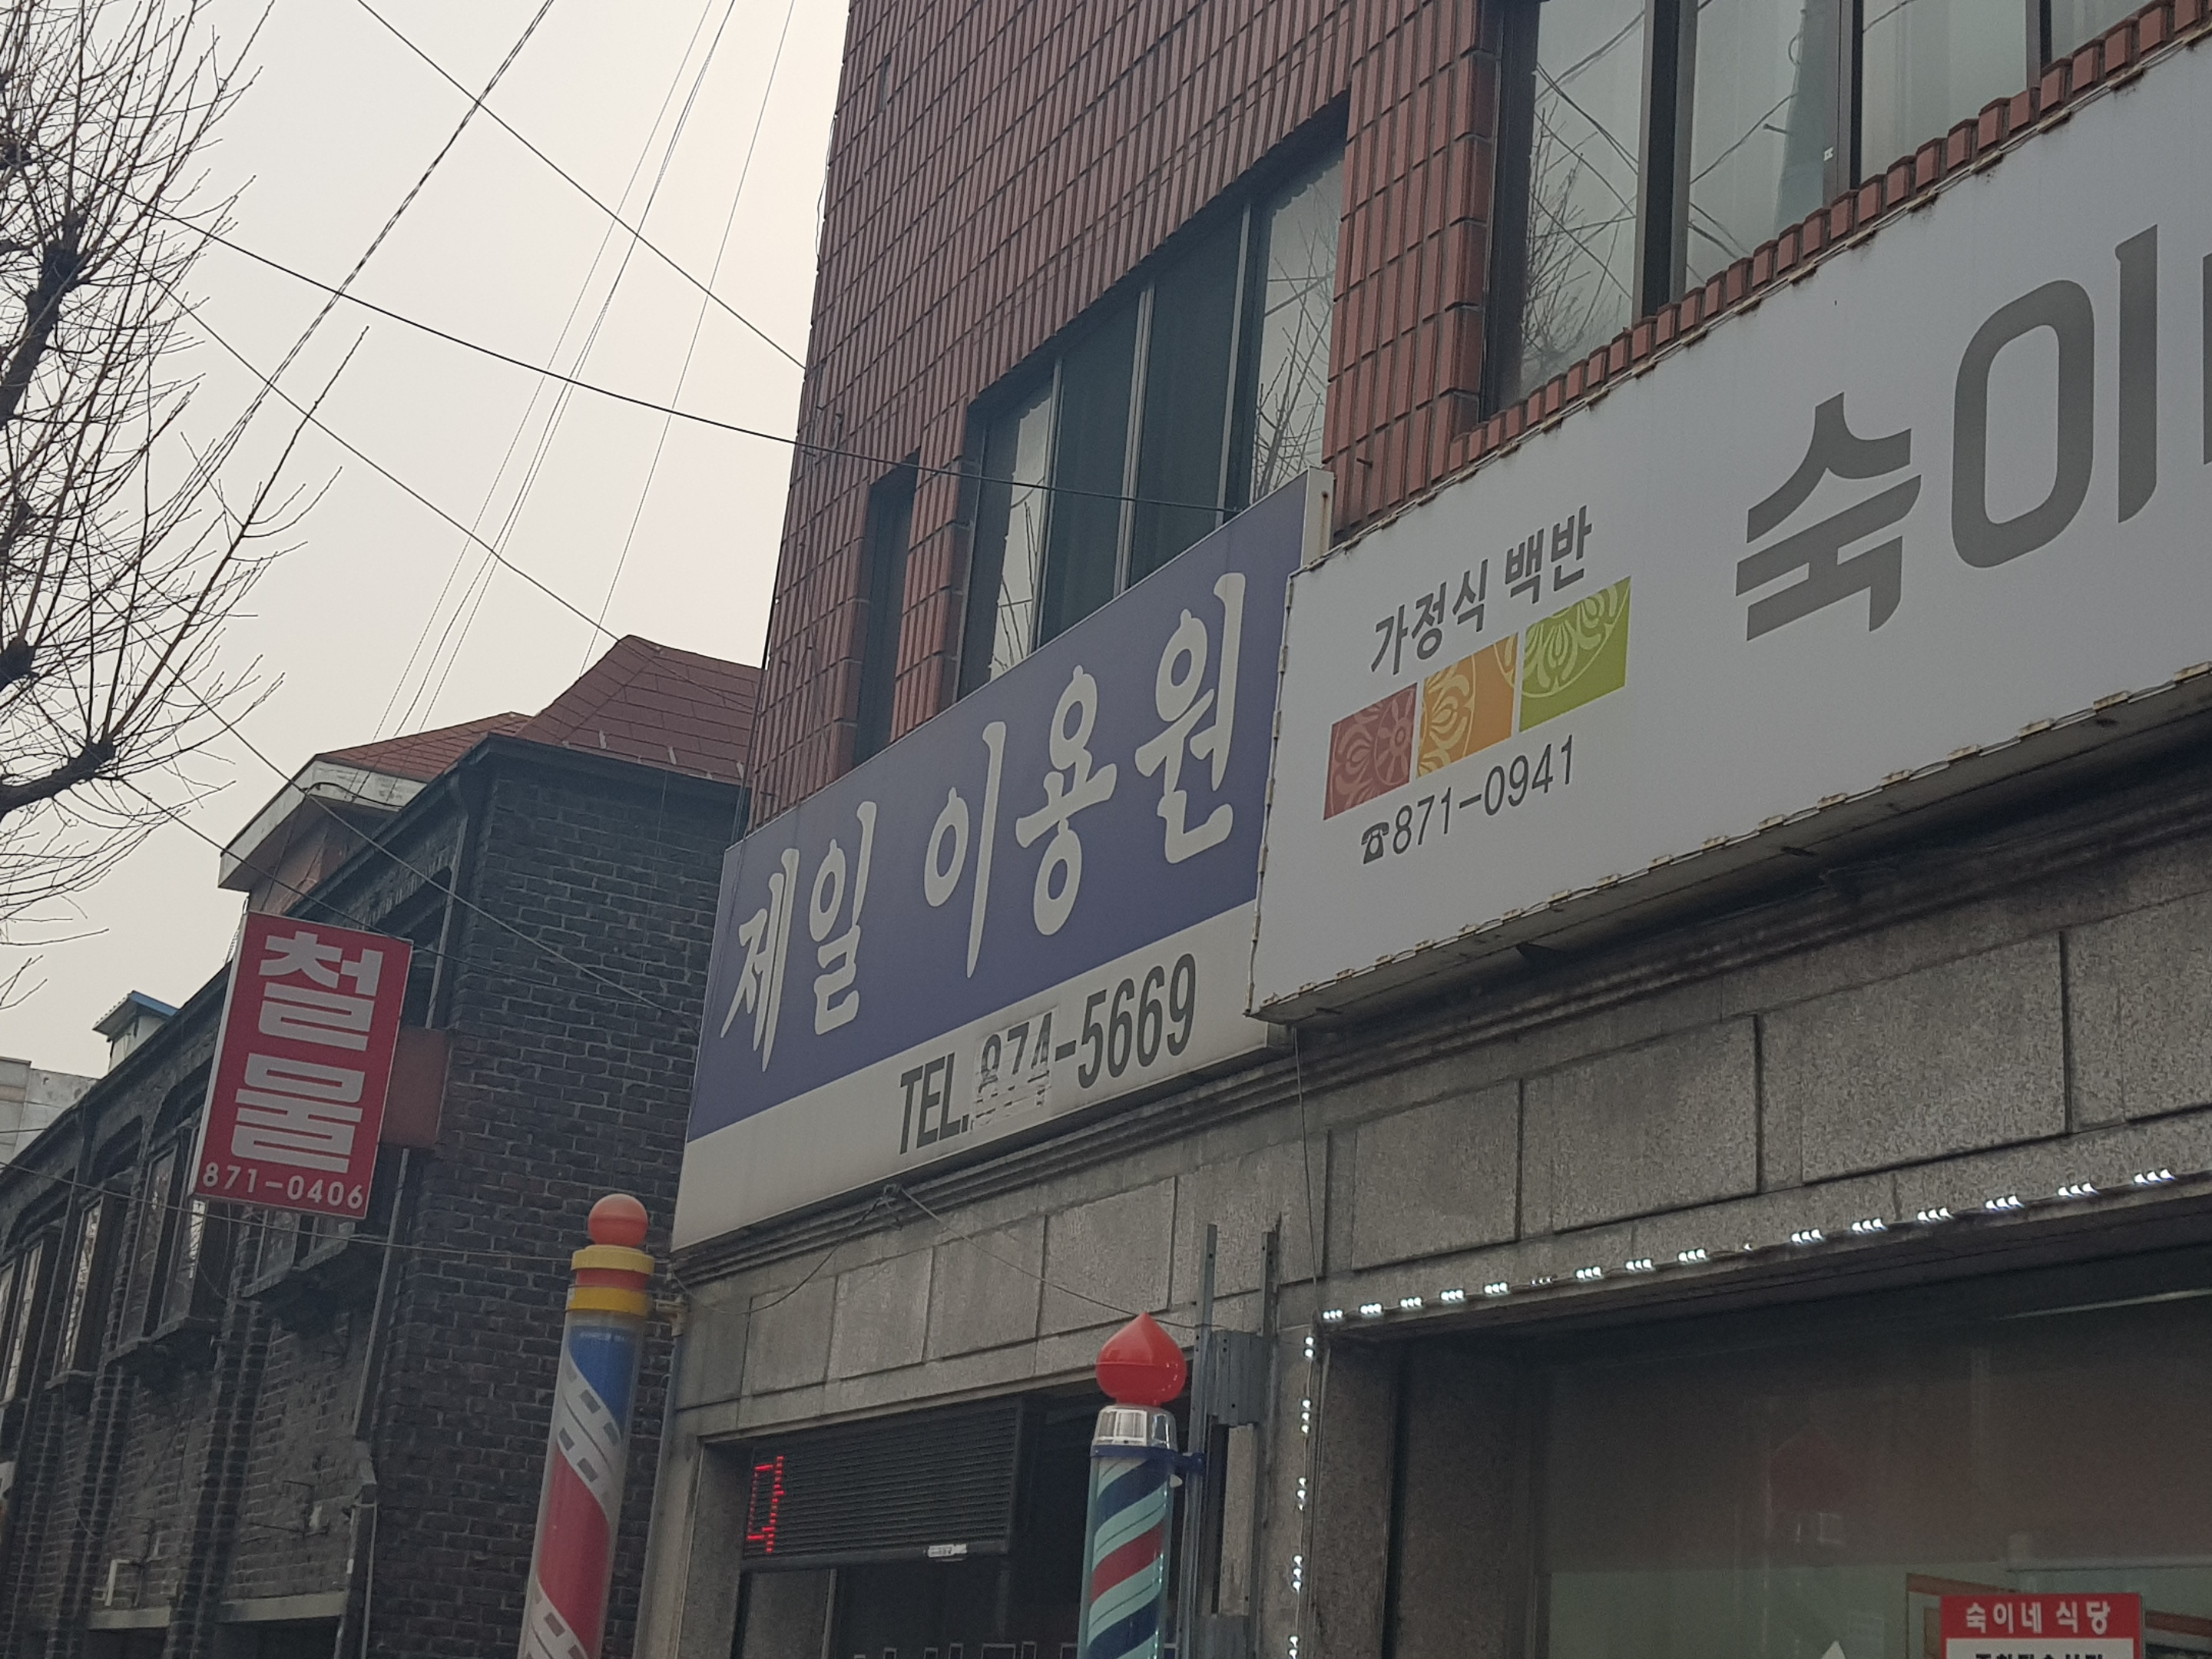 철물
871-0406
제일 이용원
TEL.874-5669
가정식 백반
☎871-0941
숙이
숙이네 식당